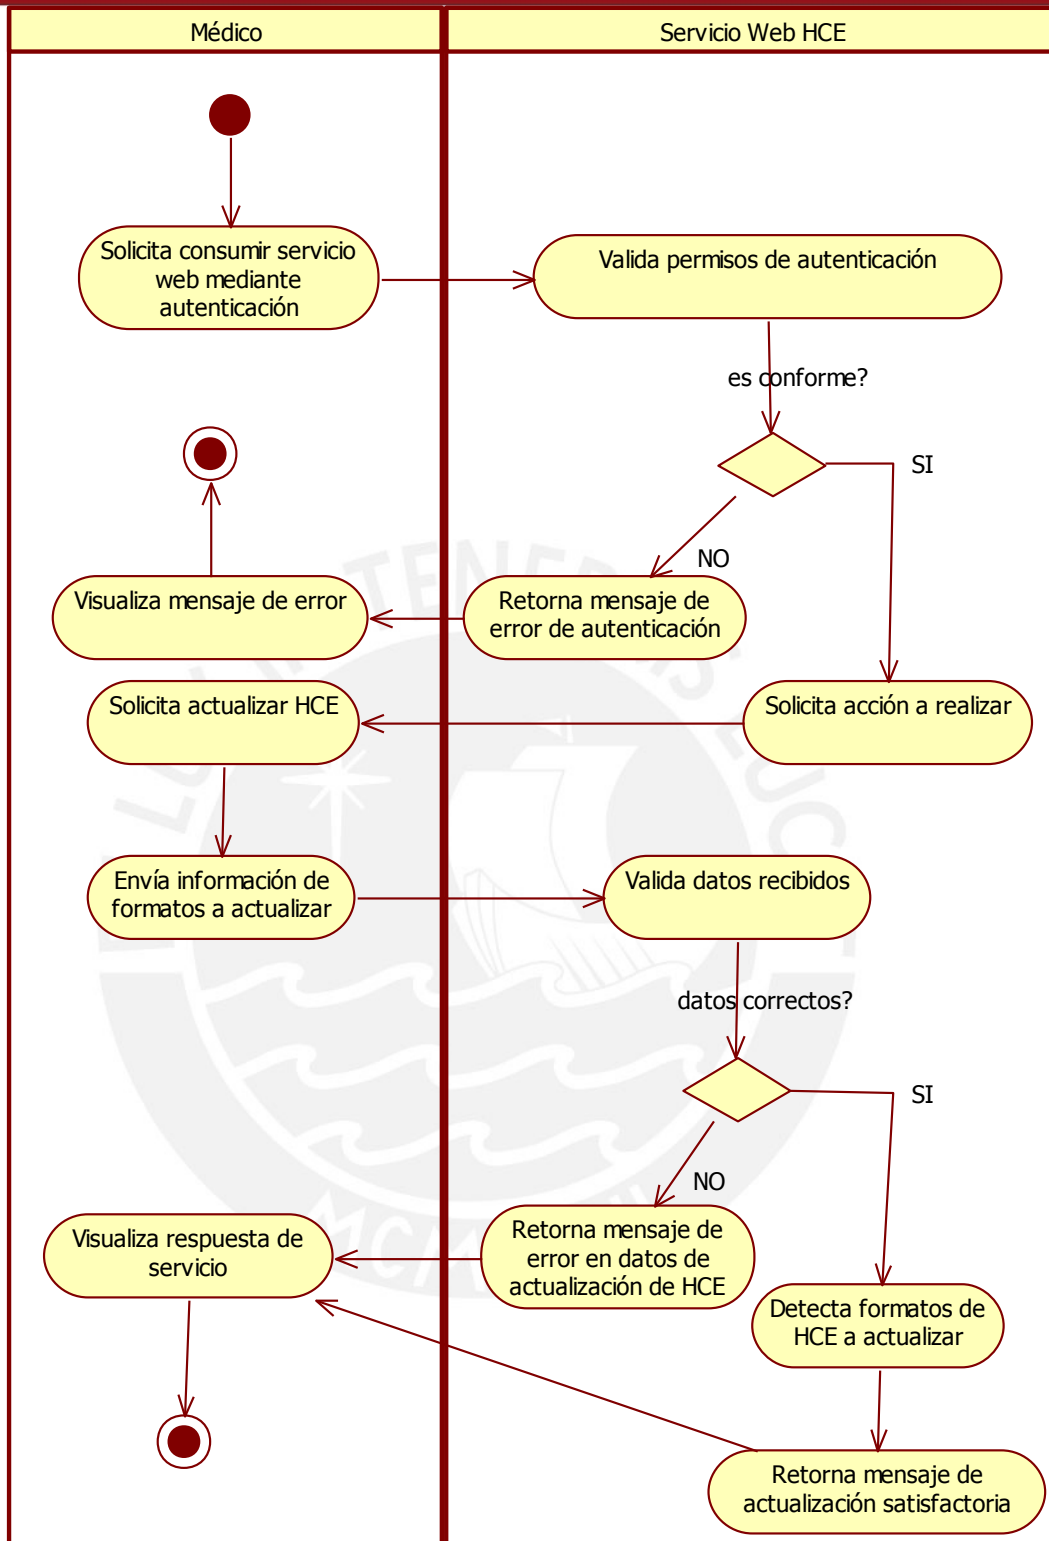 Médico
Servicio Web HCE
Solicita consumir servicio
web mediante
autenticación
Valida permisos de autenticación
es conforme?
SI
NO
Visualiza mensaje de error
Retorna mensaje de
error de autenticación
Solicita actualizar HCE
Solicita acción a realizar
Envía información de
formatos a actualizar
Valida datos recibidos
datos correctos?
SI
NO
Visualiza respuesta de
servicio
Retorna mensaje de
error en datos de
actualización de HCE
Detecta formatos de
HCE a actualizar
Retorna mensaje de
actualización satisfactoria